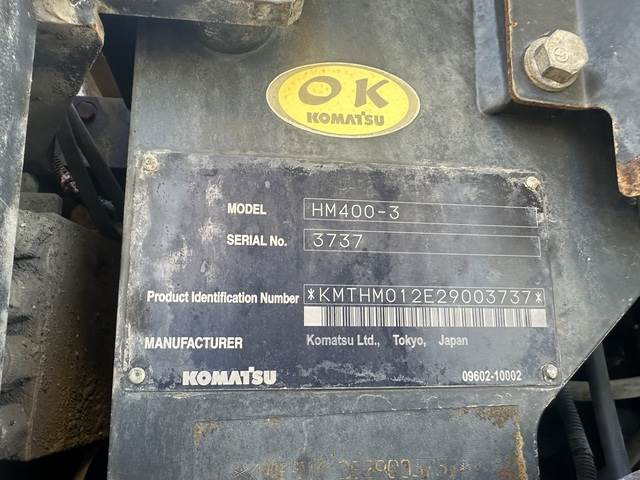 OK
KOMATSU
MODEL HM400-3
SERIAL No. 3737
Product Identification Number *KMTHM012E29003737*
MANUFACTURER Komatsu Ltd., Tokyo, Japan
KOMATSU 09602-10002